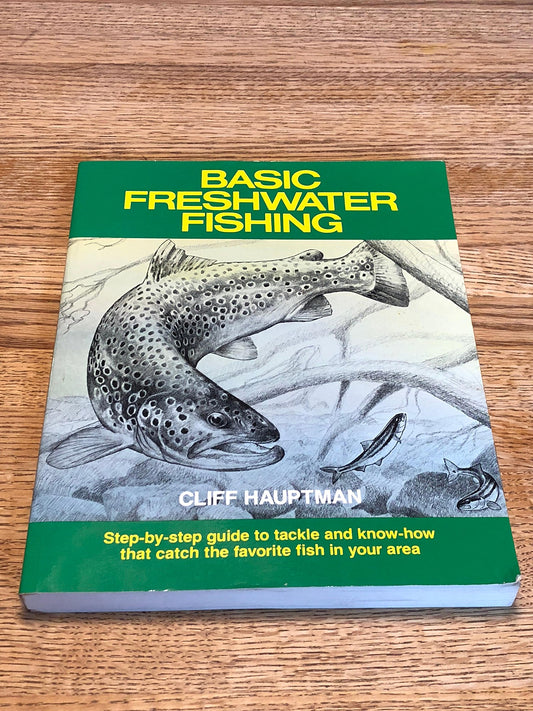 BASIC
FRESHWATER
FISHING
CLIFF HAUPTMAN
Step-by-step guide to tackle and know-how
that catch the favorite fish in your area